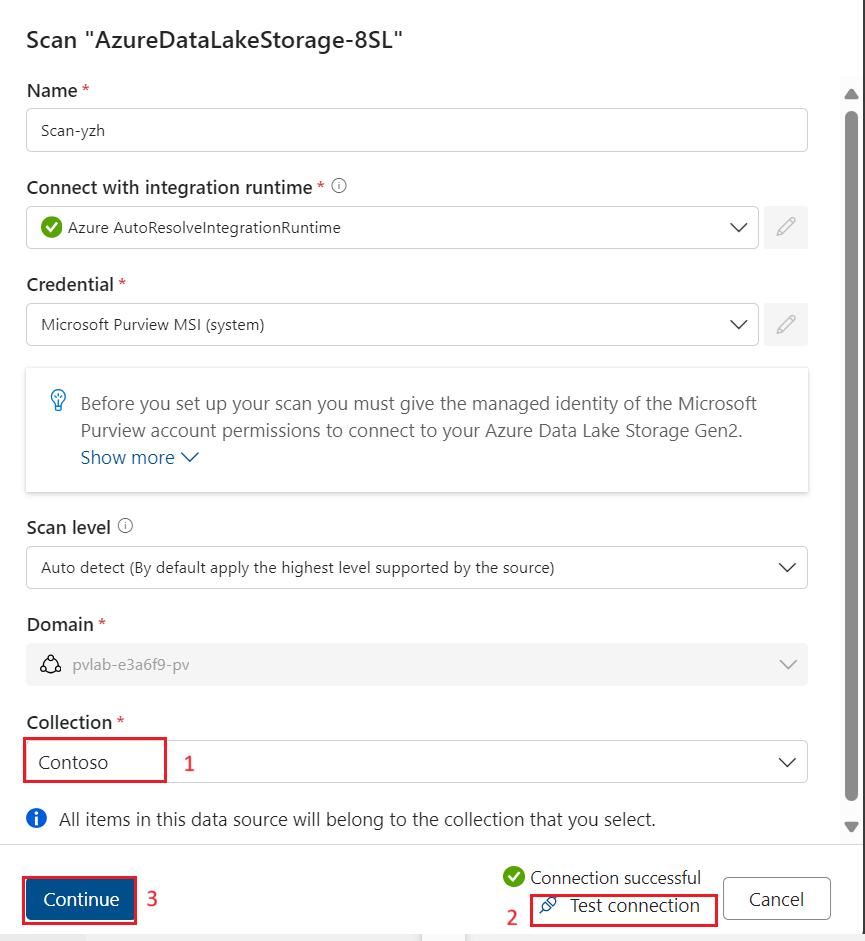 Scan "AzureDataLakeStorage-8SL"
Name *
Scan-yzh
Connect with integration runtime *
Azure AutoResolveIntegrationRuntime
Credential *
Microsoft Purview MSI (system)
Before you set up your scan you must give the managed identity of the Microsoft
Purview account permissions to connect to your Azure Data Lake Storage Gen2.
Show more
Scan level
Auto detect (By default apply the highest level supported by the source)
Domain *
pvlab-e3a6f9-pv
Collection *
Contoso 1
All items in this data source will belong to the collection that you select.
Connection successful
Continue 3 2 Test connection Cancel